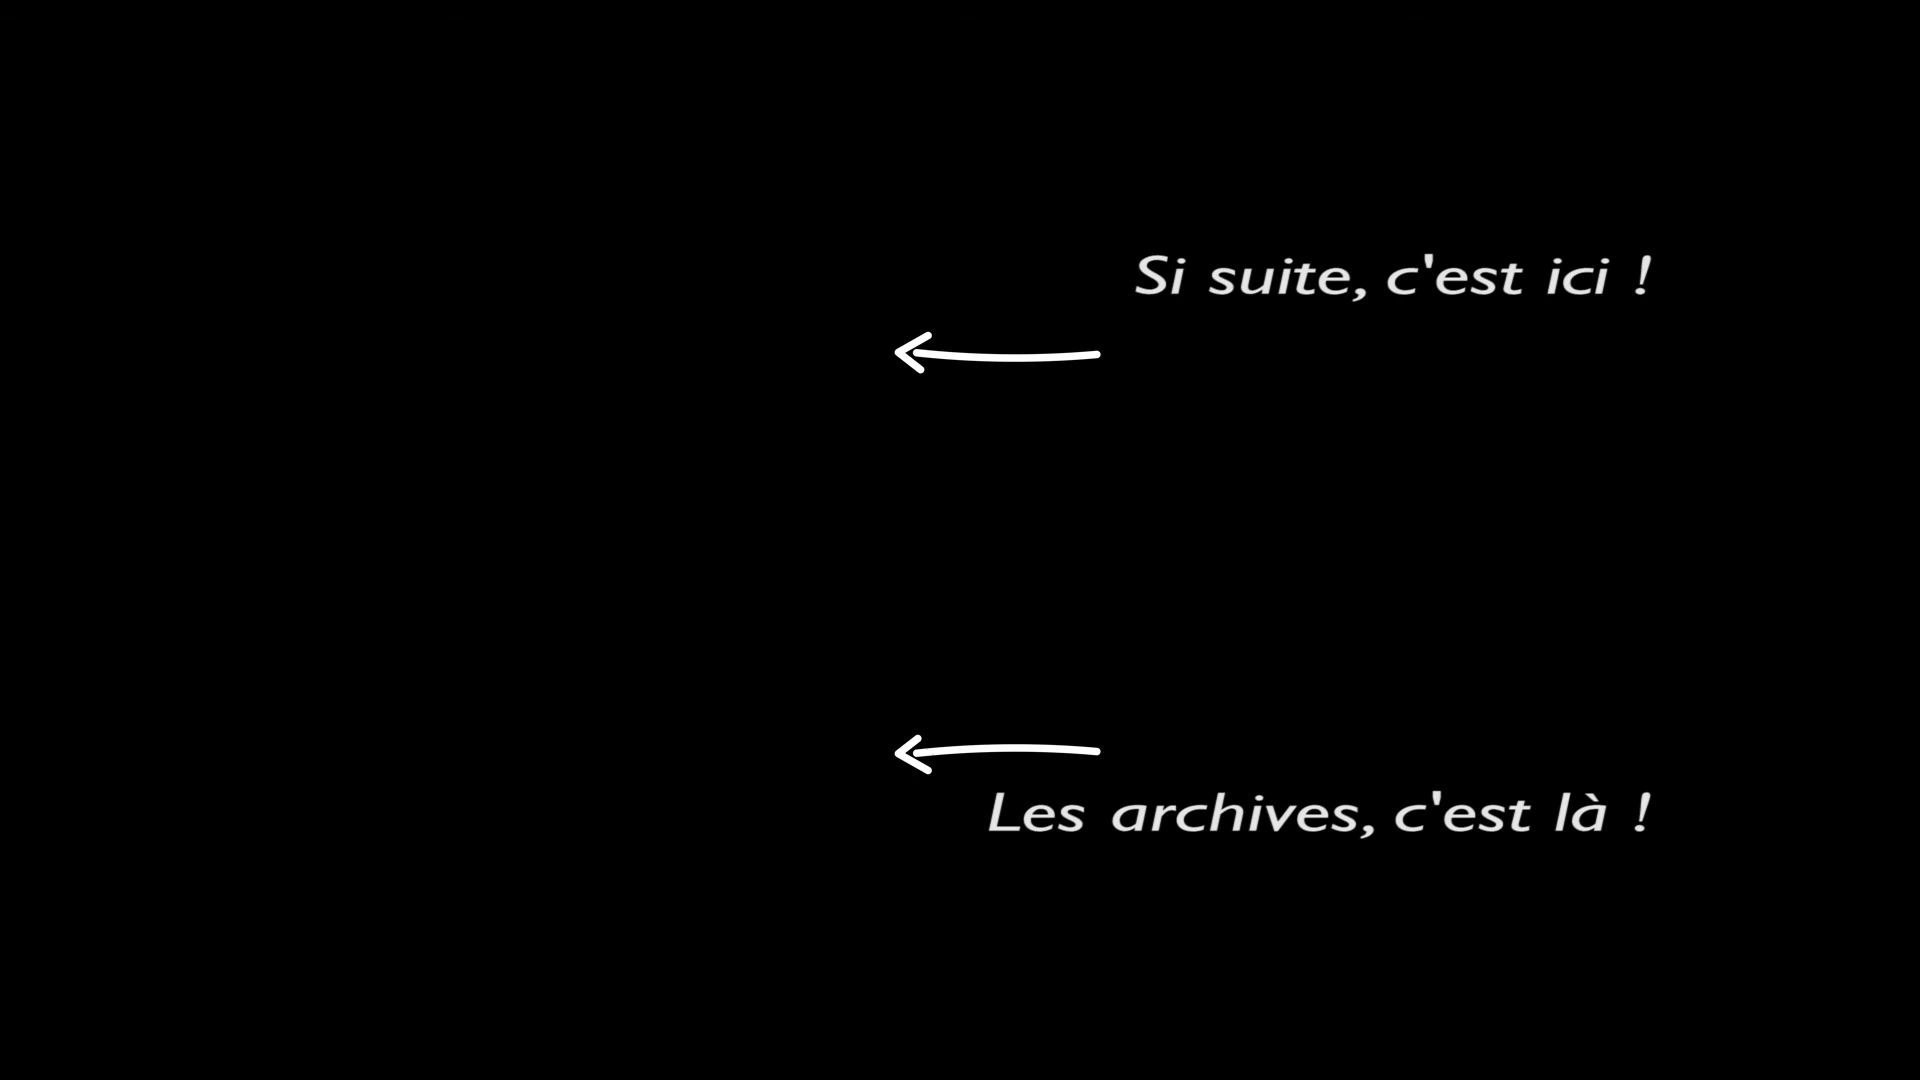 Si suite, c'est ici !
Les archives, c'est là !